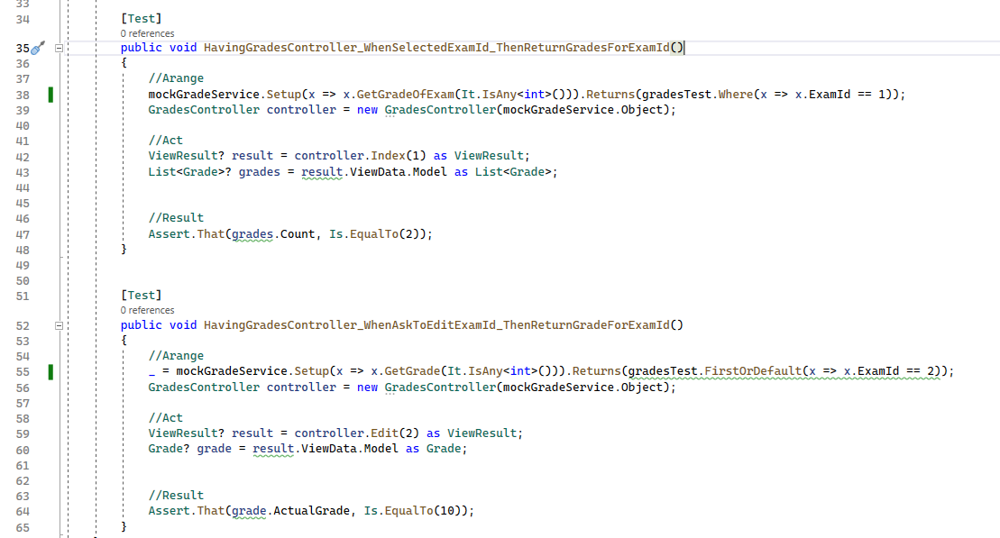 33
34 [Test]
0 references
35 public void HavingGradesController_WhenSelectedExamId_ThenReturnGradesForExamId()
36 {
37 //Arange
38 mockGradeService.Setup(x => x.GetGradeOfExam(It.IsAny<int>())).Returns(gradesTest.Where(x => x.ExamId == 1));
39 GradesController controller = new GradesController(mockGradeService.Object);
40
41 //Act
42 ViewResult? result = controller.Index(1) as ViewResult;
43 List<Grade>? grades = result.ViewData.Model as List<Grade>;
44
45
46 //Result
47 Assert.That(grades.Count, Is.EqualTo(2));
48 }
49
50
51 [Test]
0 references
52 public void HavingGradesController_WhenAskToEditExamId_ThenReturnGradeForExamId()
53 {
54 //Arange
55 _ = mockGradeService.Setup(x => x.GetGrade(It.IsAny<int>())).Returns(gradesTest.FirstOrDefault(x => x.ExamId == 2));
56 GradesController controller = new GradesController(mockGradeService.Object);
57
58 //Act
59 ViewResult? result = controller.Edit(2) as ViewResult;
60 Grade? grade = result.ViewData.Model as Grade;
61
62
63 //Result
64 Assert.That(grade.ActualGrade, Is.EqualTo(10));
65 }